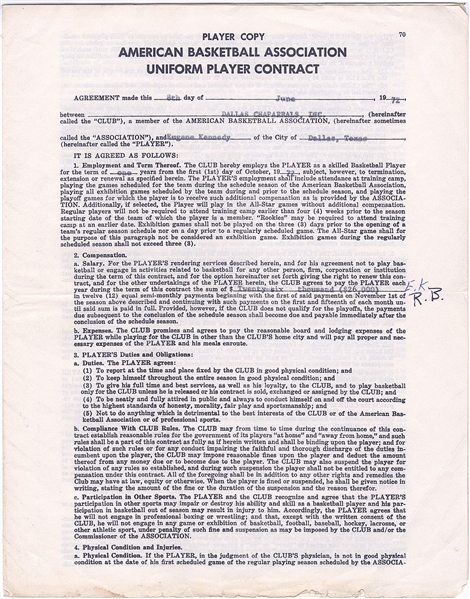 PLAYER COPY
70
AMERICAN BASKETBALL ASSOCIATION
UNIFORM PLAYER CONTRACT
AGREEMENT made this 8th day of June , 19 72
between DALLAS CHAPARRALS, INC. (hereinafter
called the "CLUB"), a member of the AMERICAN BASKETBALL ASSOCIATION, (hereinafter sometimes
called the "ASSOCIATION"), and Eugene Kennedy of the City of Dallas, Texas
(hereinafter called the "PLAYER").
IT IS AGREED AS FOLLOWS:
1. Employment and Term Thereof. The CLUB hereby employs the PLAYER as a skilled Basketball Player
for the term of one years from the first (1st) day of October, 19 72, subject, however, to termination,
extension or renewal as specified herein. The PLAYER'S employment shall include attendance at training
camp, playing the games scheduled for the team during the schedule season of the American Basketball Association,
playing all exhibition games scheduled by the team during and prior to the schedule season, and playing the
playoff games for which the player is to receive such additional compensation as is provided by the ASSOCIA-
TION. Additionally, if selected, the Player will play in the All-Star games without additional compensation.
Regular players will not be required to attend training camp earlier than four (4) weeks prior to the season
starting date of the team of which the player is a member. "Rookies" may be required to attend training
camp at an earlier date. Exhibition games shall not be played on the three (3) days prior to the opening of a
team's regular season schedule nor on a day prior to a regularly scheduled game. The All-Star game shall for
the purpose of this paragraph not be considered an exhibition game. Exhibition games during the regularly
scheduled season shall not exceed three (3).
2. Compensation.
a. Salary. For the PLAYER'S rendering services described herein, and for his agreement not to play bas-
ketball or engage in activities related to basketball for any other person, firm, corporation or institution
during the term of this contract, and for the option hereinafter set forth giving the right to renew this con-
tract, and for the other undertakings of the PLAYER herein, the CLUB agrees to pay the PLAYER each
year during the term of this contract the sum of $ Twenty-six thousand ($26,000)
E.K.
in twelve (12) equal semi-monthly payments beginning with the first of said payments on November 1st of
R.B.
the season above described and continuing with such payments on the first and fifteenth of each month un-
til said sum is paid in full. Provided, however, if the CLUB does not qualify for the playoffs, the payments
due subsequent to the conclusion of the schedule season shall become due and payable immediately after the
conclusion of the schedule season.
b. Expenses. The CLUB promises and agrees to pay the reasonable board and lodging expenses of the
PLAYER while playing for the CLUB in other than the CLUB'S home city and will pay all proper and nec-
essary expenses of the PLAYER and his meals enroute.
3. PLAYER'S Duties and Obligations:
a. Duties. The PLAYER agrees:
(1) To report at the time and place fixed by the CLUB in good physical condition; and
(2) To keep himself throughout the entire season in good physical condition; and
(3) To give his full time and best services, as well as his loyalty, to the CLUB, and to play basketball
only for the CLUB unless he is released or his contract is sold, exchanged or assigned by the CLUB; and
(4) To be neatly and fully attired in public and always to conduct himself on and off the court according
to the highest standards of honesty, morality, fair play and sportsmanship; and
(5) Not to do anything which is detrimental to the best interests of the CLUB or of the American Bas-
ketball Association or of professional sports.
b. Compliance With CLUB Rules. The CLUB may from time to time during the continuance of this con-
tract establish reasonable rules for the government of its players "at home" and "away from home," and such
rules shall be a part of this contract as fully as if herein written and shall be binding upon the player; and for
violation of such rules or for any conduct impairing the faithful and thorough discharge of the duties in-
cumbent upon the player, the CLUB may impose reasonable fines upon the player and deduct the amount
thereof from any money due or to become due to the player. The CLUB may also suspend the player for
violation of any rules so established, and during such suspension the player shall not be entitled to any com-
pensation under this contract. All of the foregoing shall be in addition to any other rights and remedies the
Club may have at law, equity or otherwise. When the player is fined or suspended, he shall be given notice in
writing, stating the amount of the fine or the duration of the suspension and the reason therefor.
c. Participation in Other Sports. The PLAYER and the CLUB recognize and agree that the PLAYER'S
participation in other sports may impair or destroy his ability and skill as a basketball player and his par-
ticipation in basketball out of season may result in injury to him. Accordingly, the PLAYER agrees that
he will not engage in professional boxing or wrestling; and that, except with the written consent of the
CLUB, he will not engage in any game or exhibition of basketball, football, baseball, hockey, lacrosse, or
other athletic sport, under penalty of such fine and suspension as may be imposed by the CLUB and/or the
Commissioner of the ASSOCIATION.
4. Physical Condition and Injuries.
a. Physical Condition. If the PLAYER, in the judgment of the CLUB'S physician, is not in good physical
condition at the date of his first scheduled game of the regular playing season scheduled by the ASSOCIA-